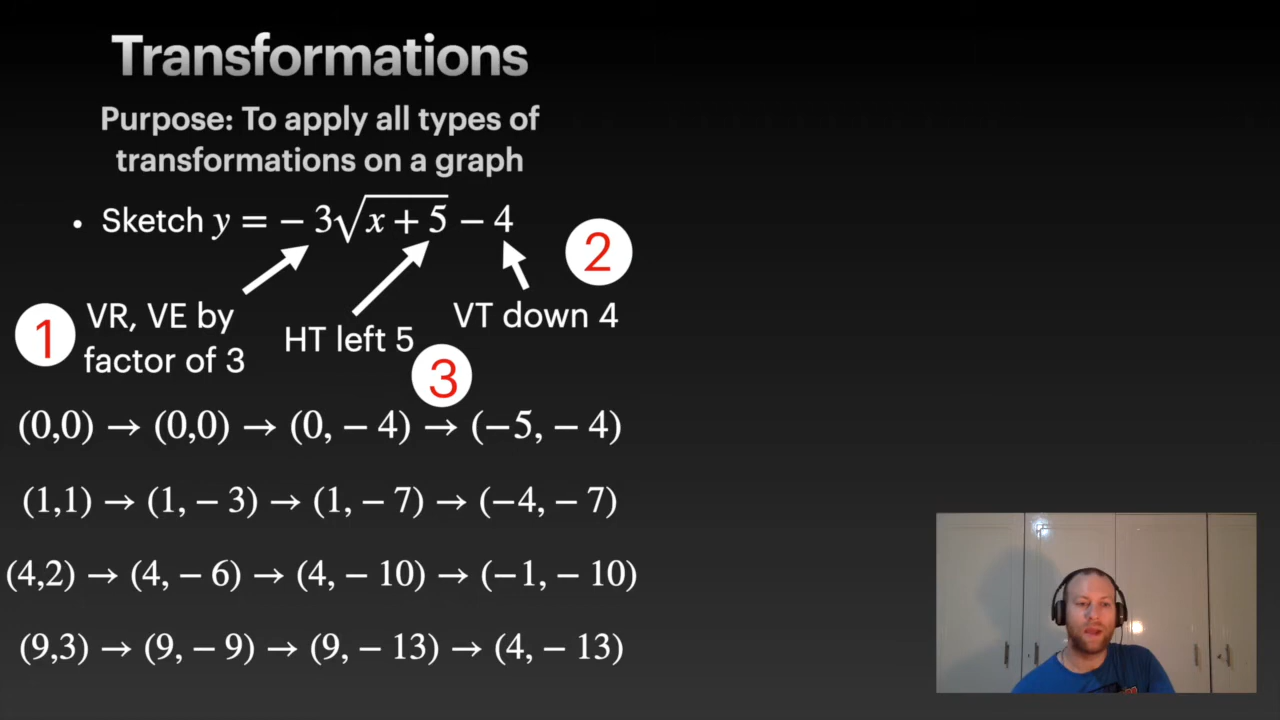 Transformations
Purpose: To apply all types of
transformations on a graph
• Sketch y = − 3√(x + 5) − 4
2
1
VR, VE by
factor of 3
HT left 5
VT down 4
3
(0,0) → (0,0) → (0, − 4) → (−5, − 4)
(1,1) → (1, − 3) → (1, − 7) → (−4, − 7)
(4,2) → (4, − 6) → (4, − 10) → (−1, − 10)
(9,3) → (9, − 9) → (9, − 13) → (4, − 13)